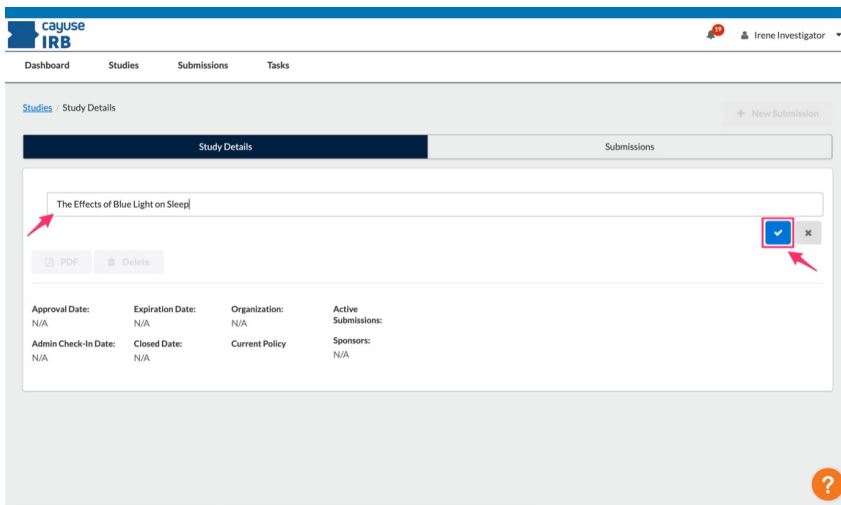 cayuse
IRB
19
Irene Investigator
Dashboard Studies Submissions Tasks
Studies / Study Details
+ New Submission
Study Details Submissions
The Effects of Blue Light on Sleep
PDF Delete
Approval Date: Expiration Date: Organization: Active Submissions:
N/A N/A N/A
Admin Check-In Date: Closed Date: Current Policy Sponsors:
N/A N/A N/A
?